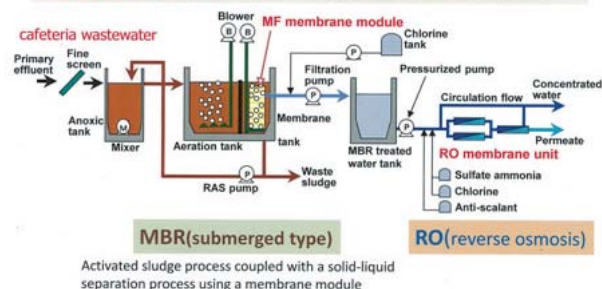 Blower
MF membrane module
cafeteria wastewater
Chlorine
tank
Primary
effluent
Fine
screen
B
B
P
Filtration
pump
Pressurized pump
Concentrated
water
Circulation flow
P
Anoxic
tank
M
Mixer
Aeration tank
Membrane
tank
MBR treated
water tank
P
RO membrane unit
Permeate
P
RAS pump
Waste
sludge
Sulfate ammonia
Chlorine
Anti-scalant
MBR(submerged type)
RO(reverse osmosis)
Activated sludge process coupled with a solid-liquid
separation process using a membrane module